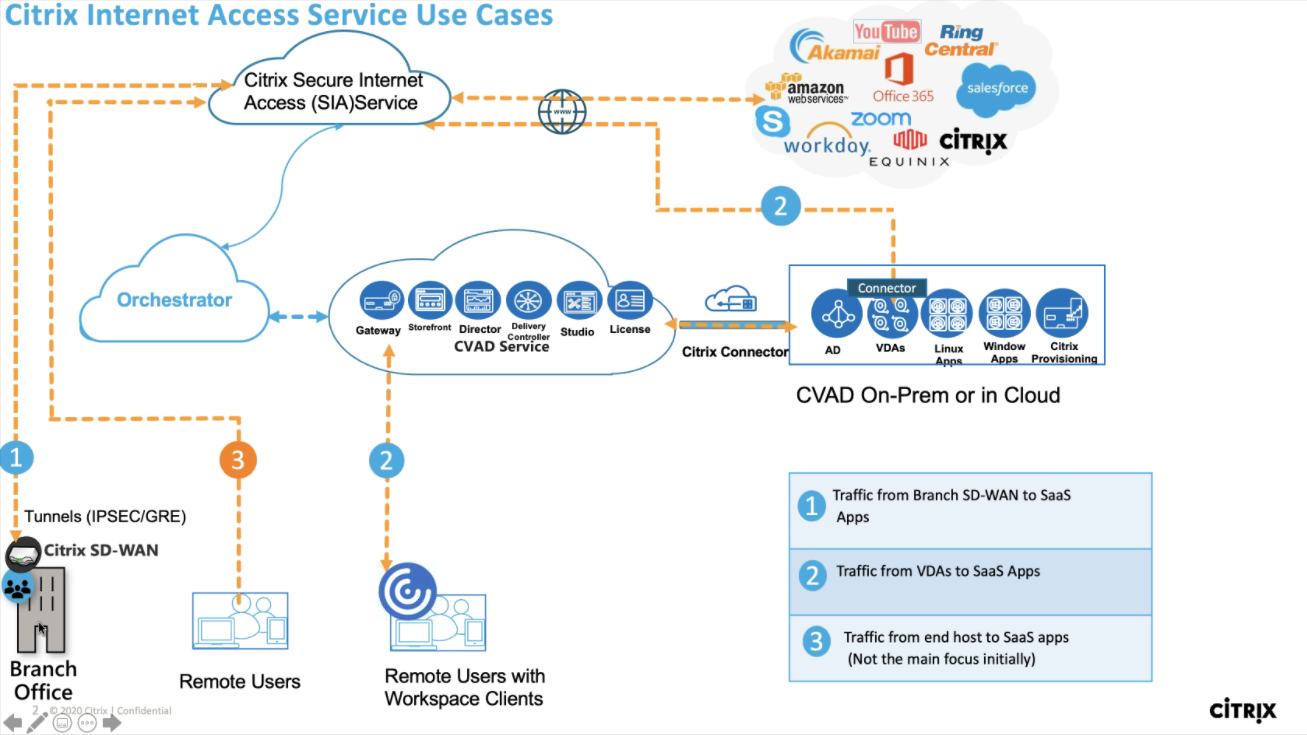 Citrix Internet Access Service Use Cases
Citrix Secure Internet
Access (SIA)Service
www
YouTube
Akamai
Ring
Central
amazon
webservices™
Office 365
salesforce
S
zoom
workday.
EQUINIX
CITRIX
2
Orchestrator
Gateway
Storefront
Director
Delivery
Controller
Studio
License
CVAD Service
Citrix Connector
Connector
AD
VDAs
Linux
Apps
Window
Apps
Citrix
Provisioning
CVAD On-Prem or in Cloud
1
3
2
Tunnels (IPSEC/GRE)
Citrix SD-WAN
Branch
Office
Remote Users
Remote Users with
Workspace Clients
1
Traffic from Branch SD-WAN to SaaS
Apps
2
Traffic from VDAs to SaaS Apps
3
Traffic from end host to SaaS apps
(Not the main focus initially)
2 © 2020 Citrix | Confidential
CITRIX